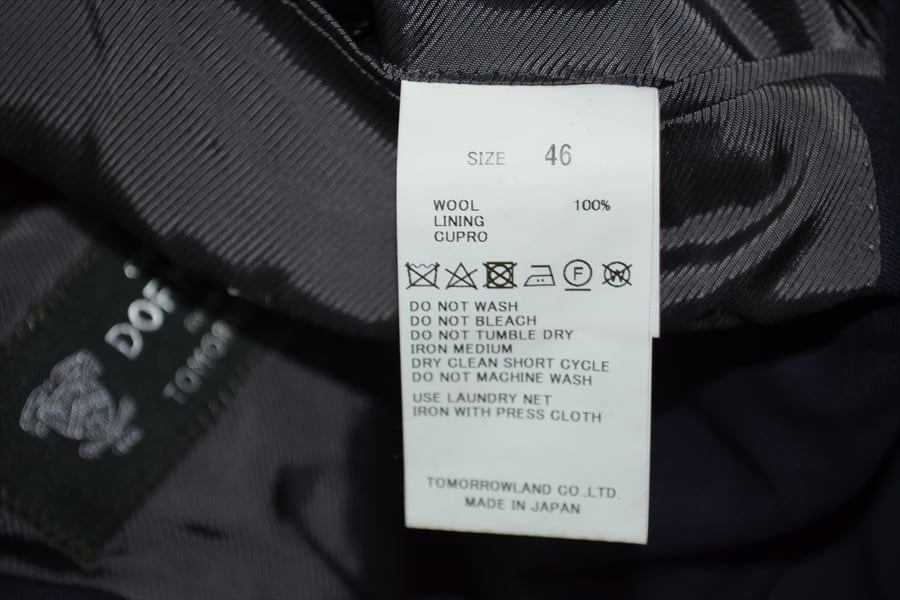 SIZE 46
WOOL 100%
LINING
CUPRO
F W
DO NOT WASH
DO NOT BLEACH
DO NOT TUMBLE DRY
IRON MEDIUM
DRY CLEAN SHORT CYCLE
DO NOT MACHINE WASH
USE LAUNDRY NET
IRON WITH PRESS CLOTH
TOMORROWLAND CO.,LTD.
MADE IN JAPAN